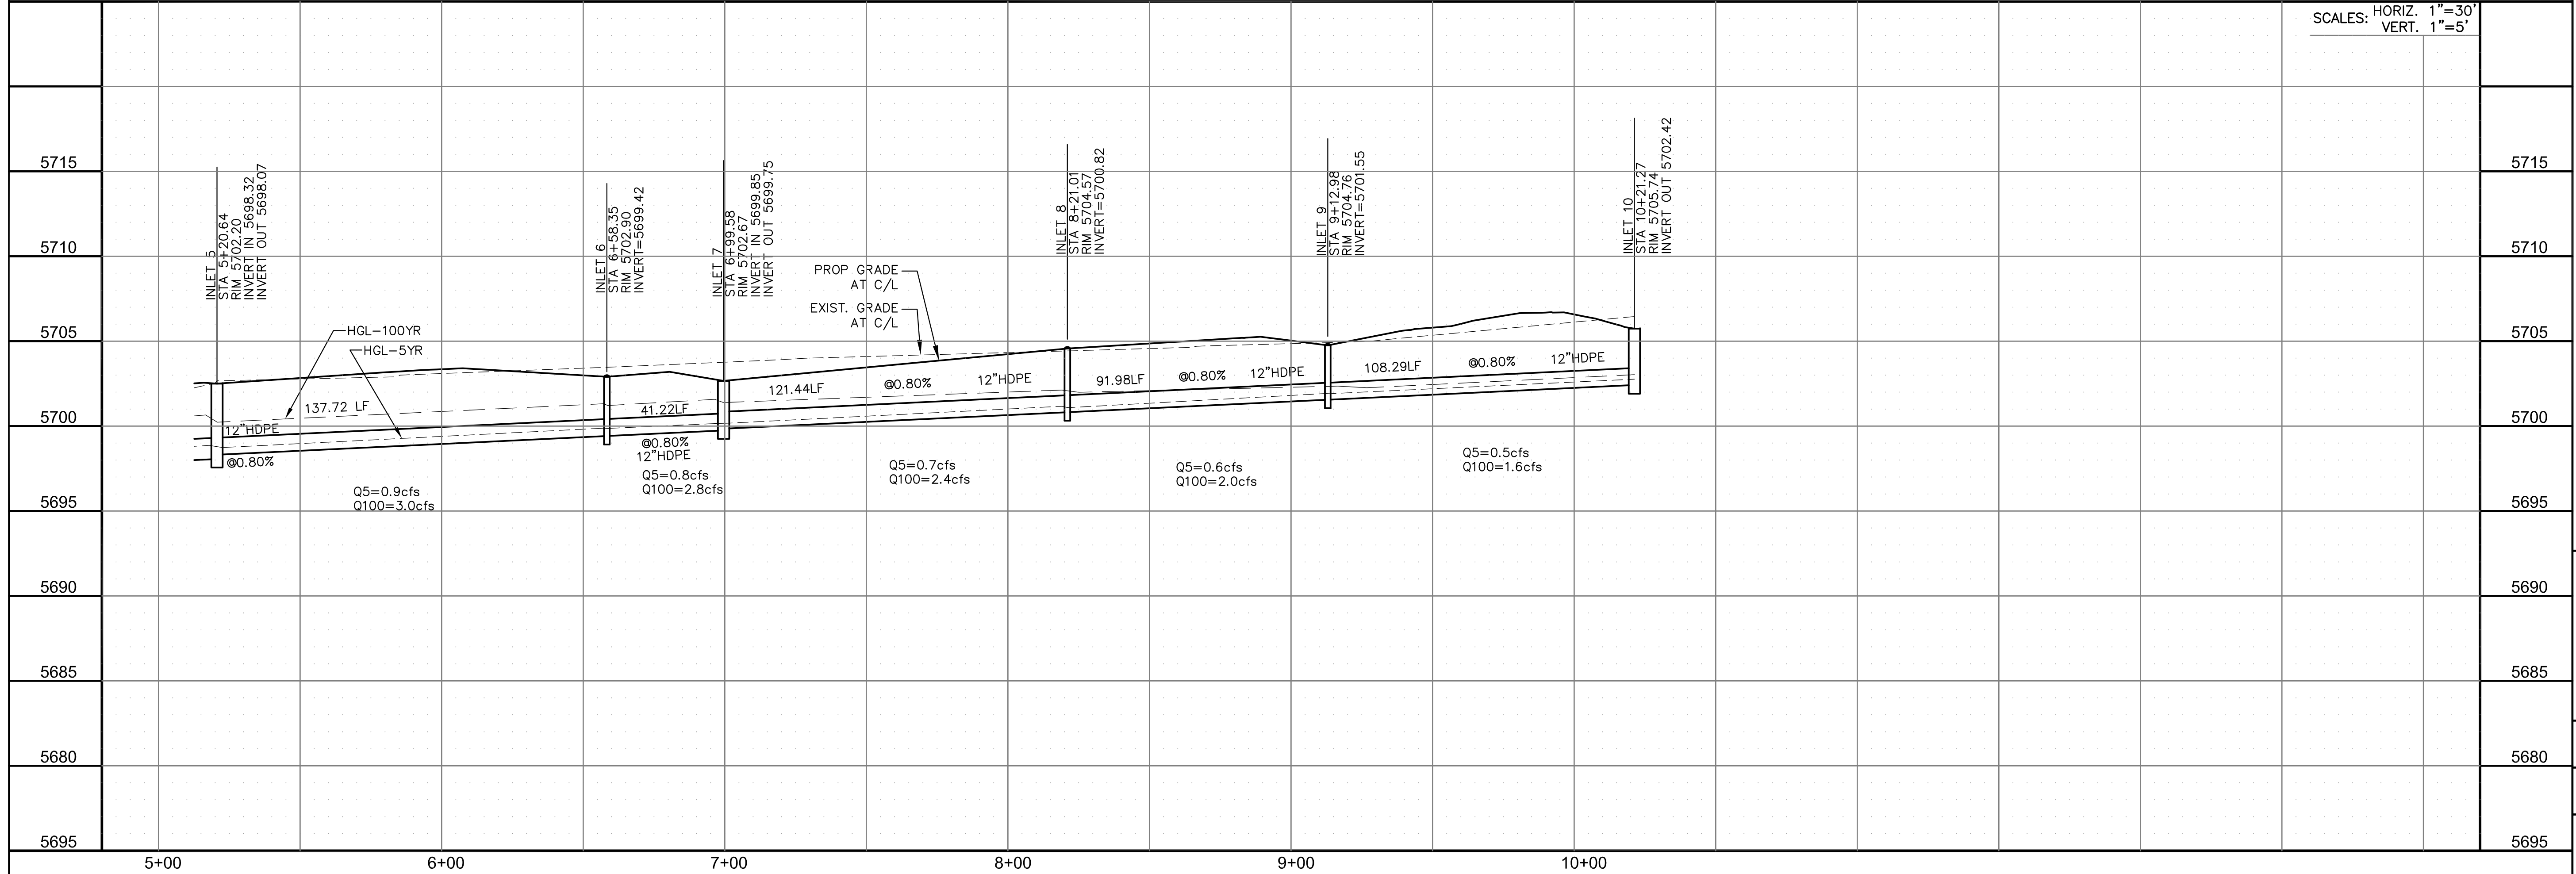 SCALES: HORIZ. 1"=30'
VERT. 1"=5'
INLET 5
STA 5+20.64
RIM 5702.20
INVERT IN 5698.32
INVERT OUT 5698.07
INLET 6
STA 6+58.35
RIM 5702.90
INVERT=5699.42
INLET 7
STA 6+99.58
RIM 5702.67
INVERT IN 5699.85
INVERT OUT 5699.75
INLET 8
STA 8+21.01
RIM 5704.57
INVERT=5700.82
INLET 9
STA 9+12.98
RIM 5704.76
INVERT=5701.55
INLET 10
STA 10+21.27
RIM 5705.74
INVERT OUT 5702.42
PROP GRADE
AT C/L
EXIST. GRADE
AT C/L
HGL-100YR
HGL-5YR
137.72 LF
12"HDPE
@0.80%
Q5=0.9cfs
Q100=3.0cfs
41.22LF
@0.80%
12"HDPE
Q5=0.8cfs
Q100=2.8cfs
121.44LF
@0.80%
12"HDPE
Q5=0.7cfs
Q100=2.4cfs
91.98LF
@0.80%
12"HDPE
Q5=0.6cfs
Q100=2.0cfs
108.29LF
@0.80%
12"HDPE
Q5=0.5cfs
Q100=1.6cfs
5715
5710
5705
5700
5695
5690
5685
5680
5695
5715
5710
5705
5700
5695
5690
5685
5680
5695
5+00
6+00
7+00
8+00
9+00
10+00